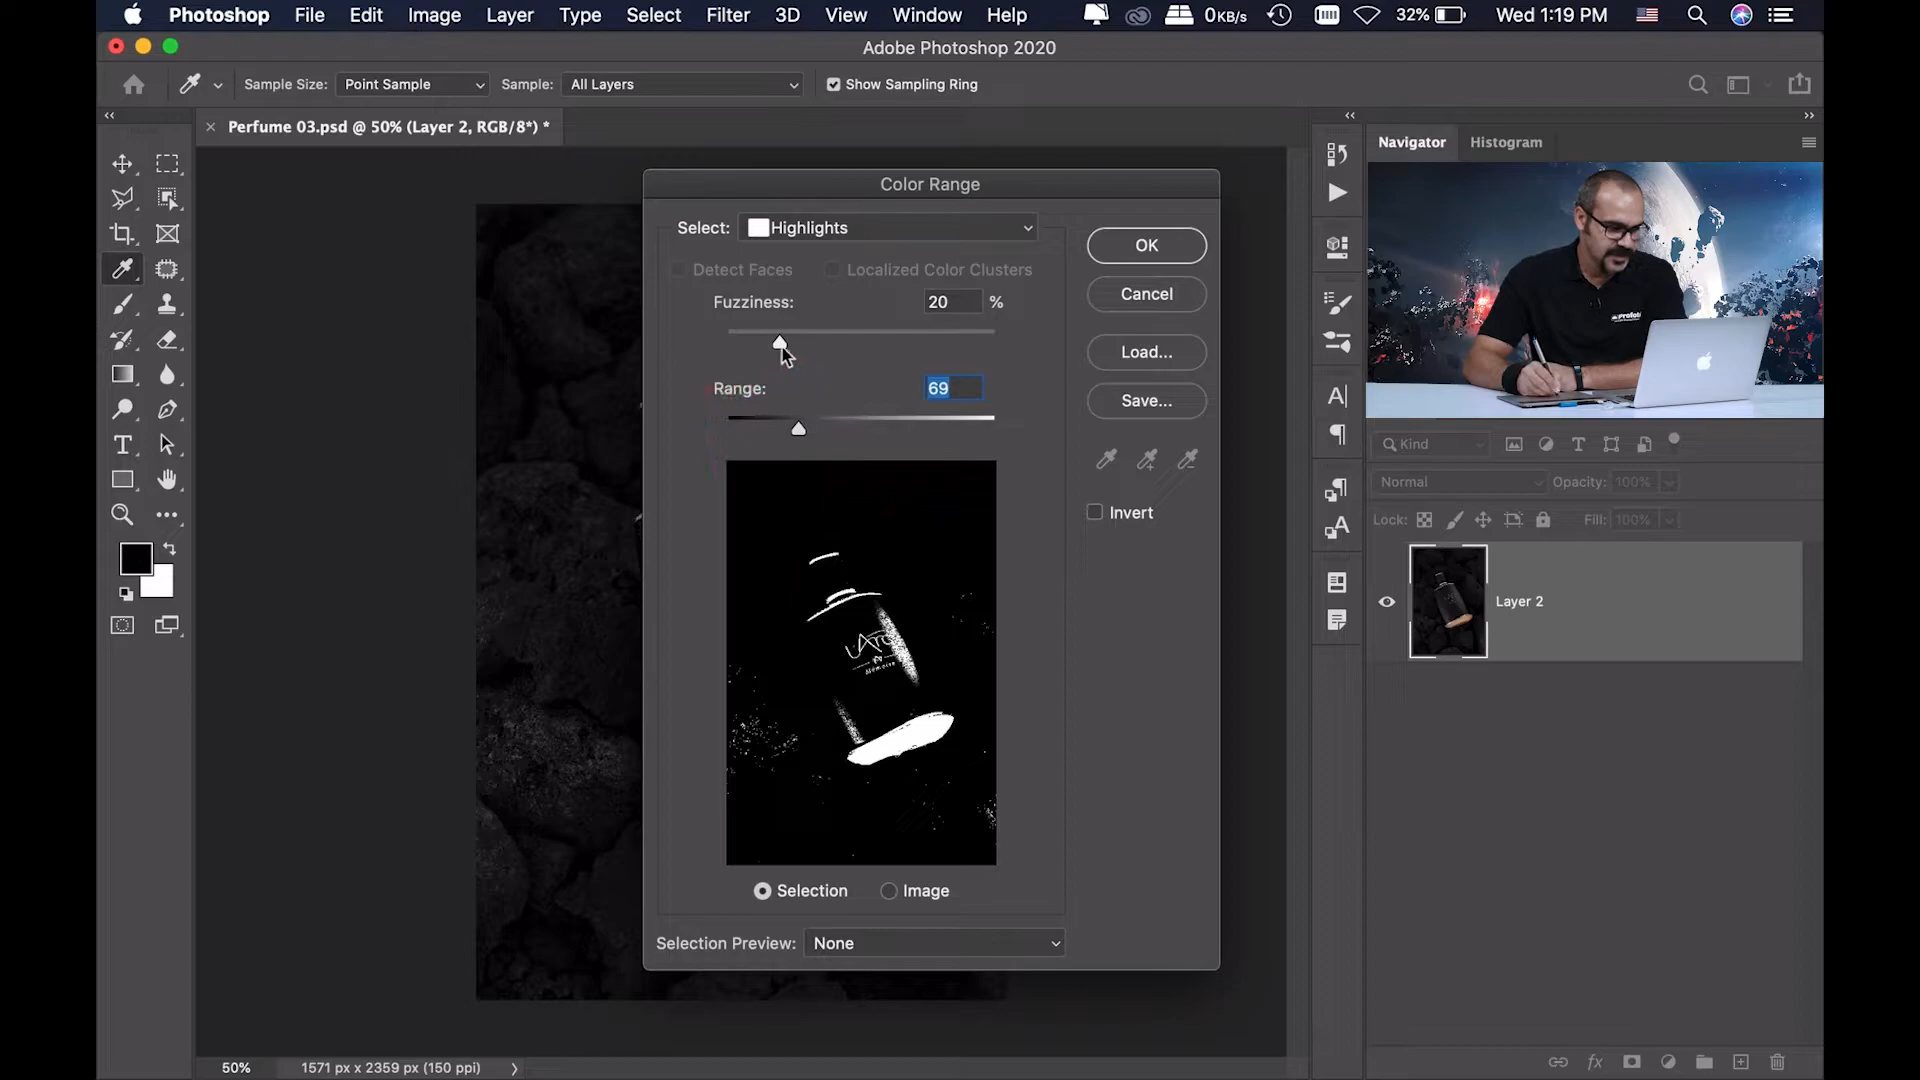 Photoshop File Edit Image Layer Type Select Filter 3D View Window Help 0KB/s 32% Wed 1:19 PM
Adobe Photoshop 2020
Sample Size: Point Sample Sample: All Layers Show Sampling Ring
Perfume 03.psd @ 50% (Layer 2, RGB/8*) *
Navigator Histogram
Color Range
Select: Highlights
OK
Detect Faces Localized Color Clusters
Fuzziness: 20 %
Cancel
Load...
Range: 69
Save...
Invert
Selection Image
Selection Preview: None
Profoto
Kind
Normal Opacity: 100%
Lock: Fill: 100%
Layer 2
50% 1571 px x 2359 px (150 ppi)